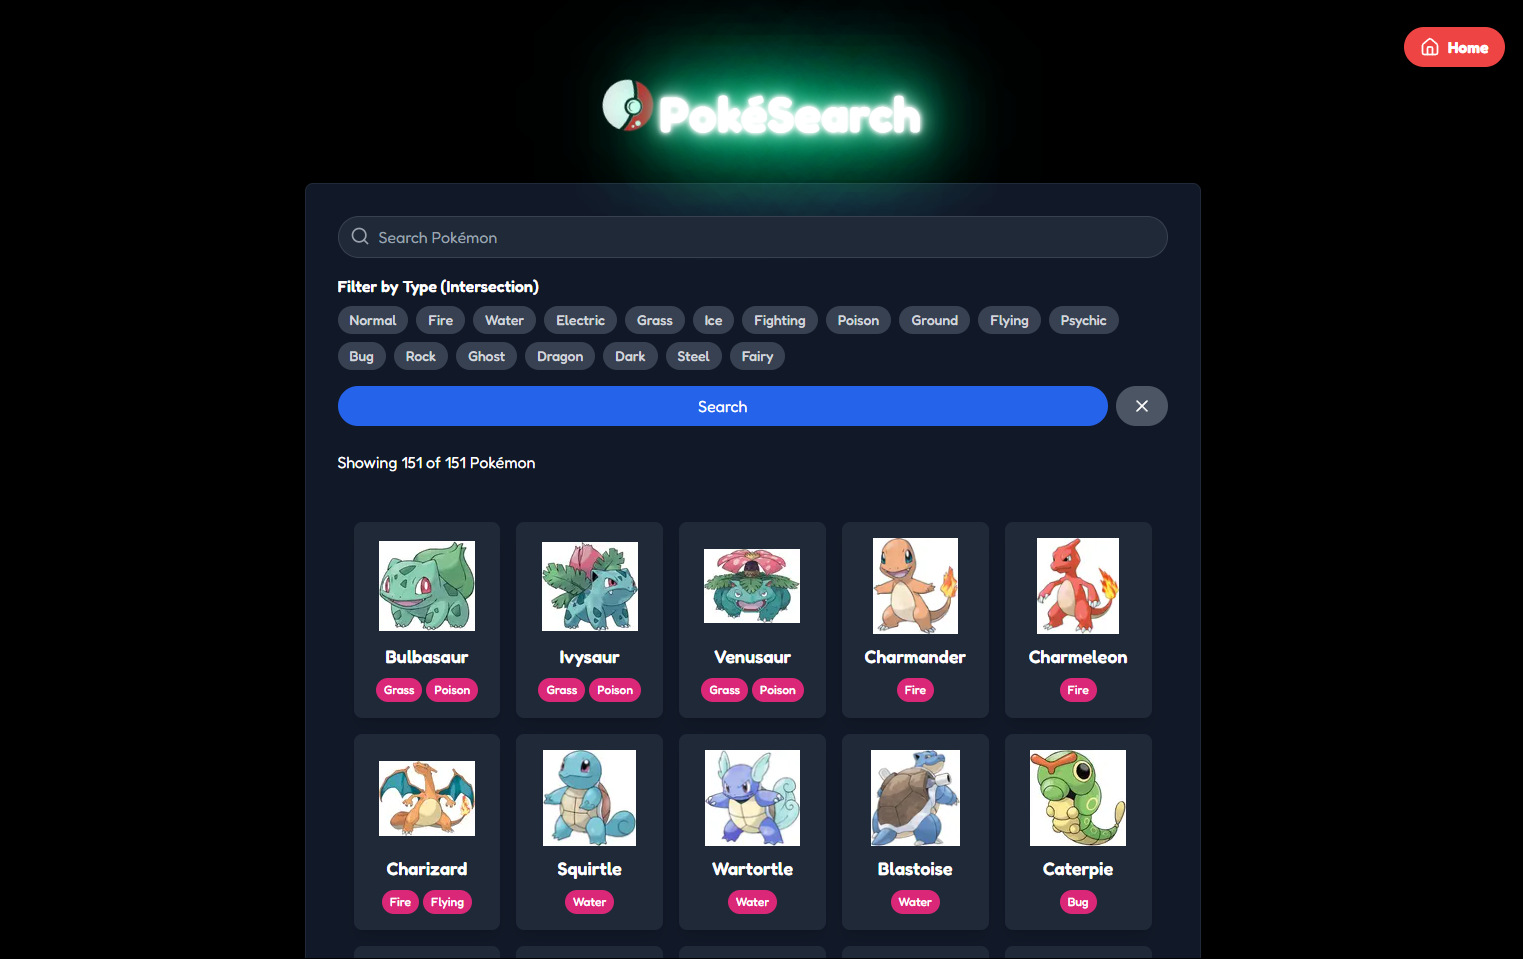 Home
PokéSearch
Search Pokémon
Filter by Type (Intersection)
Normal Fire Water Electric Grass Ice Fighting Poison Ground Flying Psychic
Bug Rock Ghost Dragon Dark Steel Fairy
Search
Showing 151 of 151 Pokémon
Bulbasaur Ivysaur Venusaur Charmander Charmeleon
Grass Poison Grass Poison Grass Poison Fire Fire
Charizard Squirtle Wartortle Blastoise Caterpie
Fire Flying Water Water Water Bug